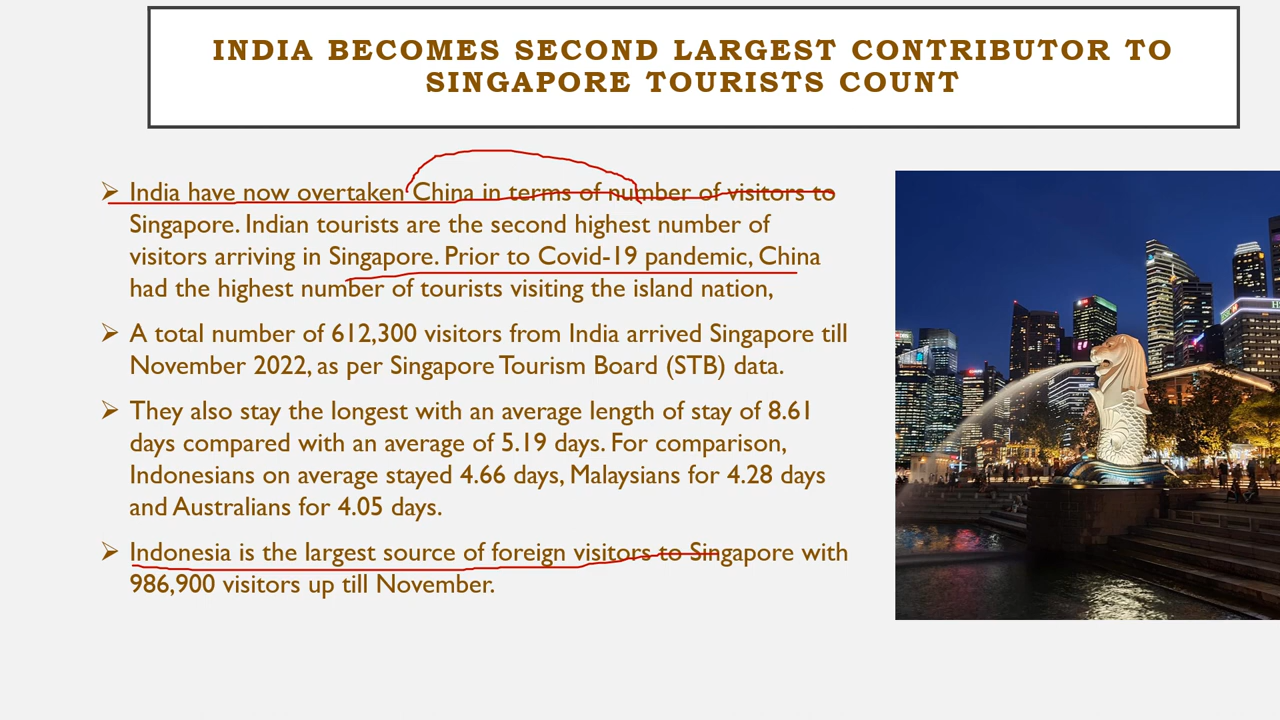 INDIA BECOMES SECOND LARGEST CONTRIBUTOR TO
SINGAPORE TOURISTS COUNT
➢ India have now overtaken China in terms of number of visitors to
Singapore. Indian tourists are the second highest number of
visitors arriving in Singapore. Prior to Covid-19 pandemic, China
had the highest number of tourists visiting the island nation,
➢ A total number of 612,300 visitors from India arrived Singapore till
November 2022, as per Singapore Tourism Board (STB) data.
➢ They also stay the longest with an average length of stay of 8.61
days compared with an average of 5.19 days. For comparison,
Indonesians on average stayed 4.66 days, Malaysians for 4.28 days
and Australians for 4.05 days.
➢ Indonesia is the largest source of foreign visitors to Singapore with
986,900 visitors up till November.